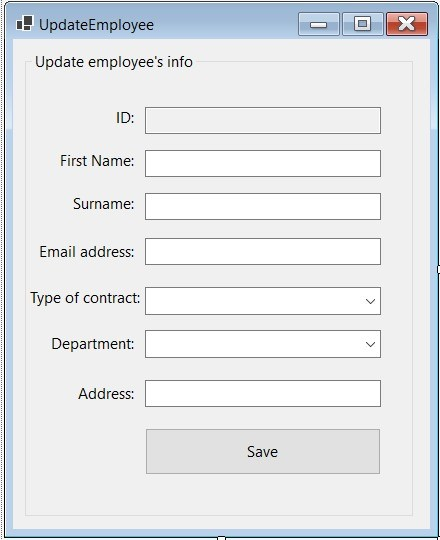 UpdateEmployee
Update employee's info
ID:
First Name:
Surname:
Email address:
Type of contract:
Department:
Address:
Save